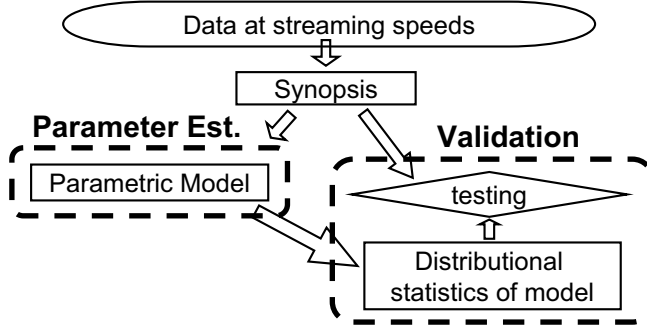 Data at streaming speeds
Synopsis
Parameter Est.
Parametric Model
Validation
testing
Distributional
statistics of model